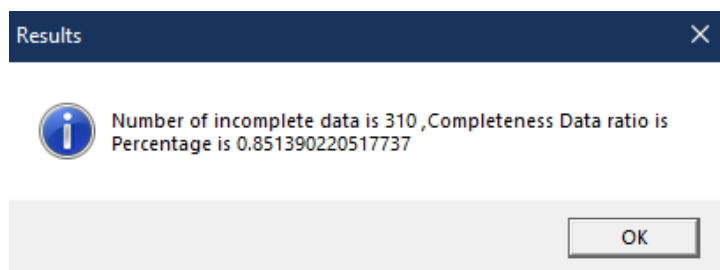 Results
Number of incomplete data is 310 ,Completeness Data ratio is
Percentage is 0.851390220517737
OK